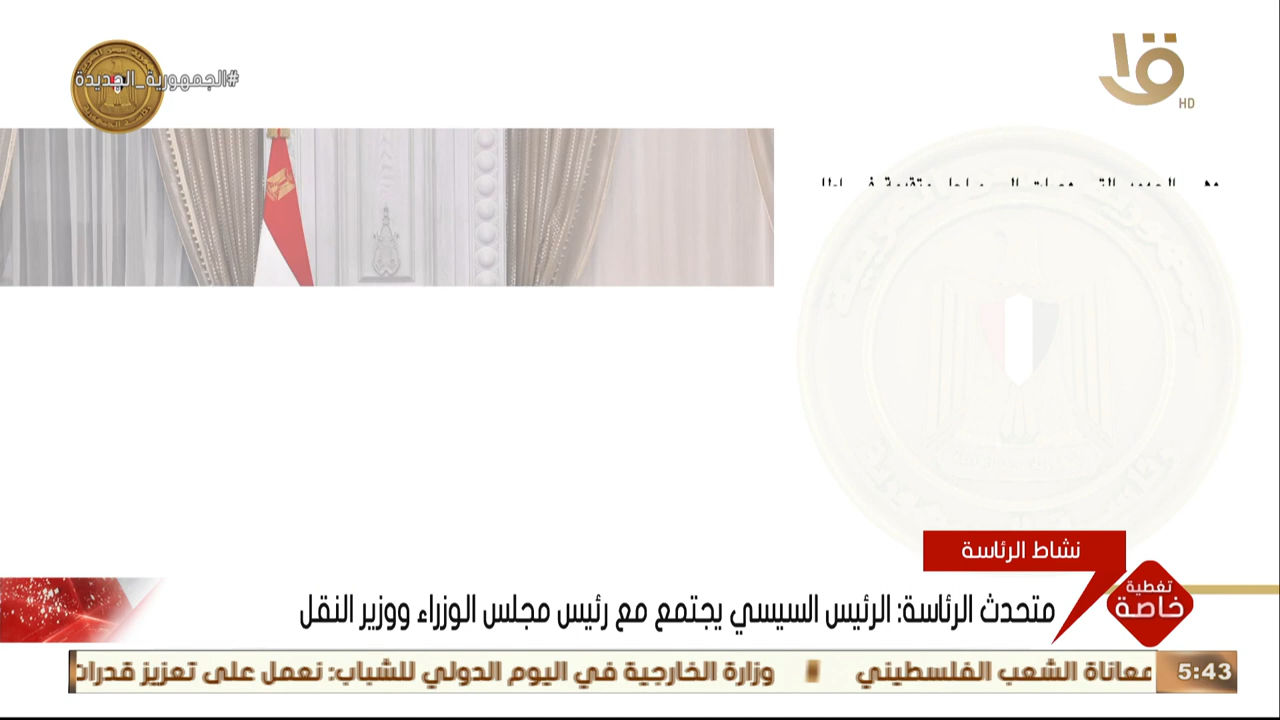 #الجمهورية_الجديدة
HD
نشاط الرئاسة
تغطية
خاصة
متحدث الرئاسة: الرئيس السيسي يجتمع مع رئيس مجلس الوزراء ووزير النقل
5:43
معاناة الشعب الفلسطيني
وزارة الخارجية في اليوم الدولي للشباب: نعمل على تعزيز قدرات